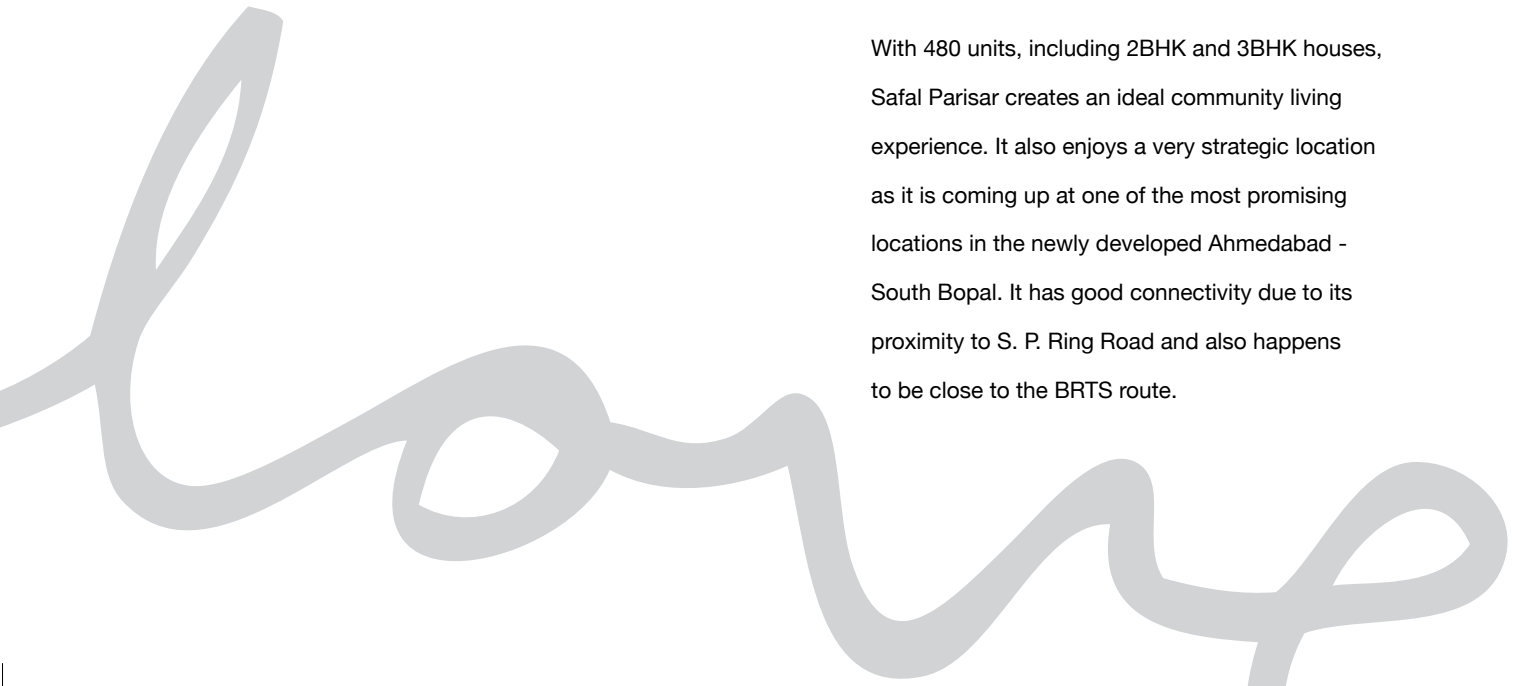 With 480 units, including 2BHK and 3BHK houses,
Safal Parisar creates an ideal community living
experience. It also enjoys a very strategic location
as it is coming up at one of the most promising
locations in the newly developed Ahmedabad -
South Bopal. It has good connectivity due to its
proximity to S. P. Ring Road and also happens
to be close to the BRTS route.